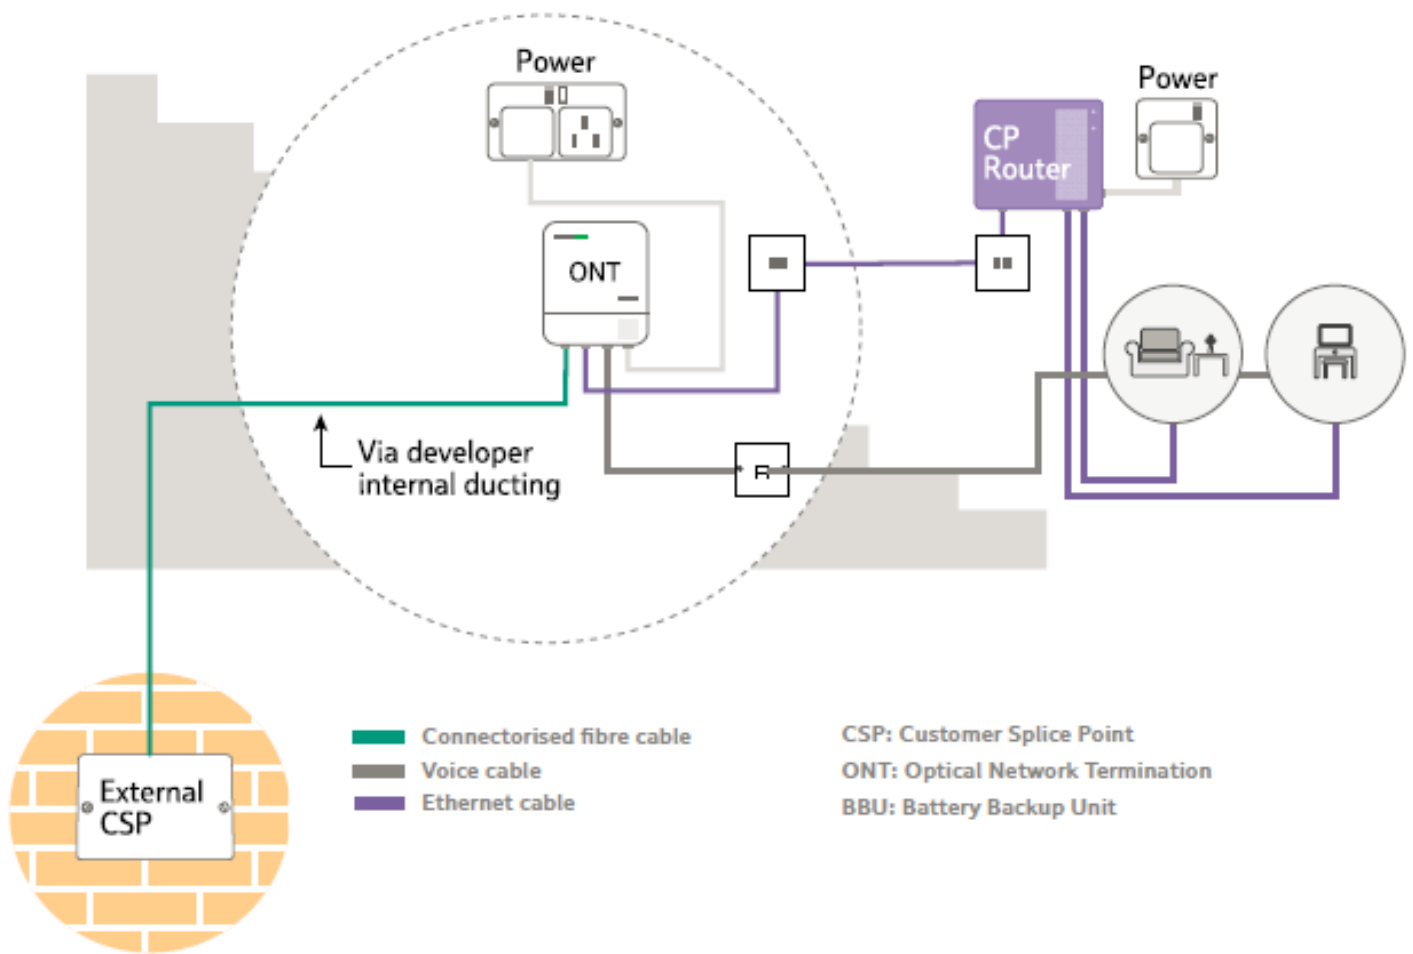 Power
Power
CP
Router
ONT
Via developer
internal ducting
R
External
CSP
Connectorised fibre cable
Voice cable
Ethernet cable
CSP: Customer Splice Point
ONT: Optical Network Termination
BBU: Battery Backup Unit